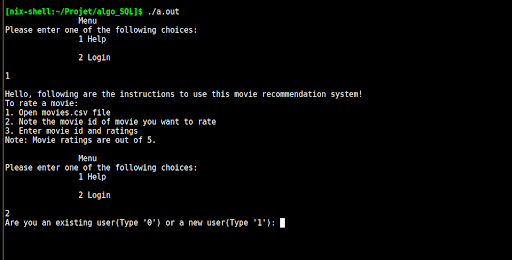 [nix-shell:~/Projet/algo_SQL]$ ./a.out
Menu
Please enter one of the following choices:
1 Help
2 Login
1
Hello, following are the instructions to use this movie recommendation system!
To rate a movie:
1. Open movies.csv file
2. Note the movie id of movie you want to rate
3. Enter movie id and ratings
Note: Movie ratings are out of 5.
Menu
Please enter one of the following choices:
1 Help
2 Login
2
Are you an existing user(Type '0') or a new user(Type '1'):